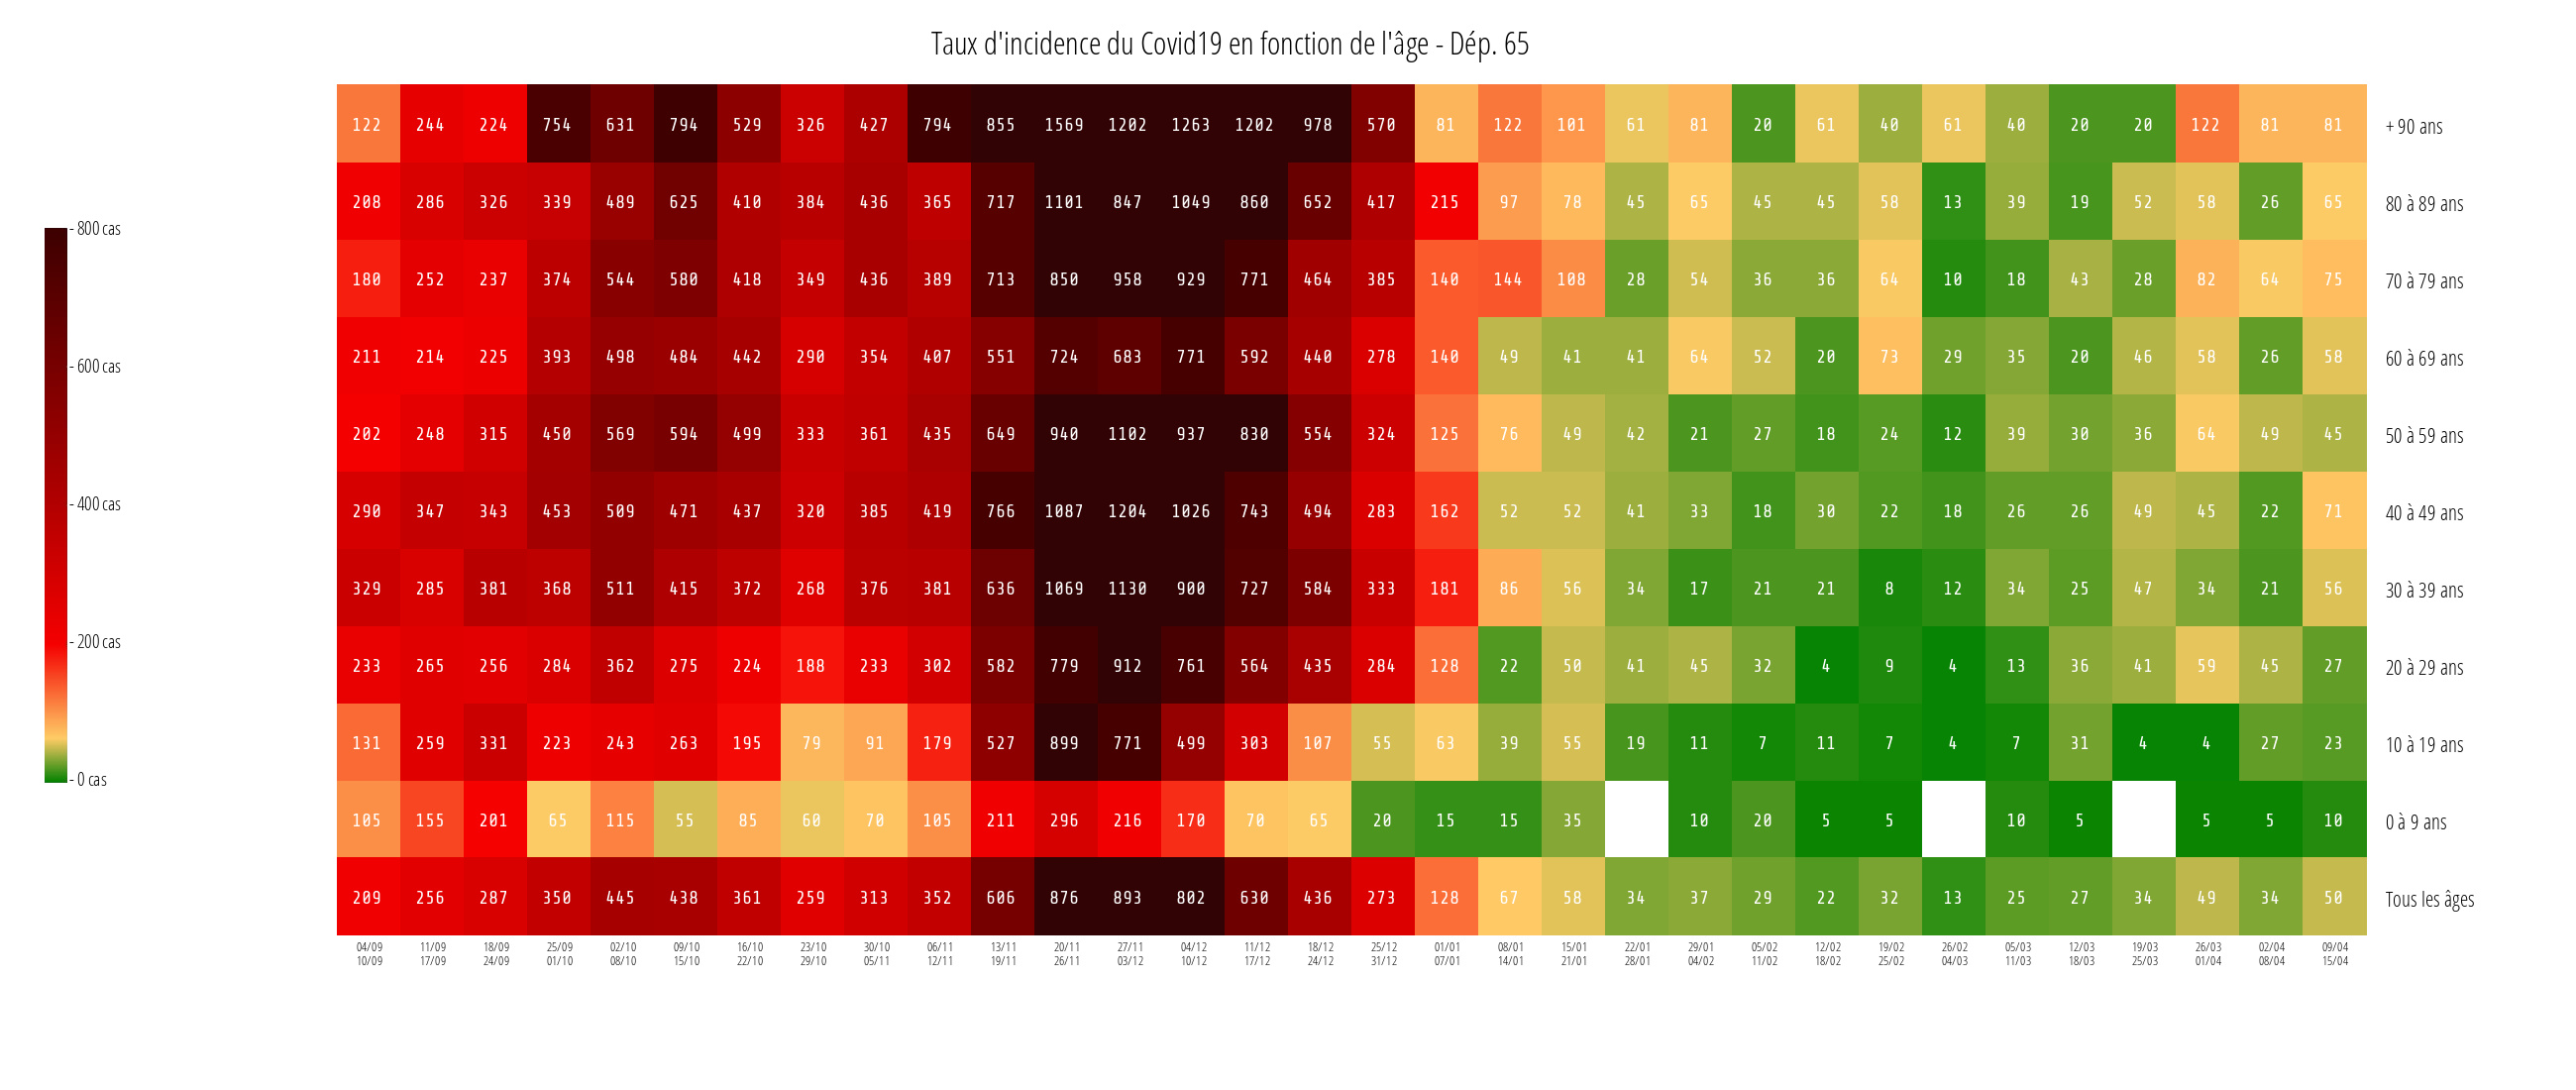 Taux d'incidence du Covid19 en fonction de l'âge - Dép. 65
- 800 cas
- 600 cas
- 400 cas
- 200 cas
- 0 cas
122 244 224 754 631 794 529 326 427 794 855 1569 1202 1263 1202 978 570 81 122 101 61 81 20 61 40 61 40 20 20 122 81 81 + 90 ans
208 286 326 339 489 625 410 384 436 365 717 1101 847 1049 860 652 417 215 97 78 45 65 45 45 58 13 39 19 52 58 26 65 80 à 89 ans
180 252 237 374 544 580 418 349 436 389 713 850 958 929 771 464 385 140 144 108 28 54 36 36 64 10 18 43 28 82 64 75 70 à 79 ans
211 214 225 393 498 484 442 290 354 407 551 724 683 771 592 440 278 140 49 41 41 64 52 20 73 29 35 20 46 58 26 58 60 à 69 ans
202 248 315 450 569 594 499 333 361 435 649 940 1102 937 830 554 324 125 76 49 42 21 27 18 24 12 39 30 36 64 49 45 50 à 59 ans
290 347 343 453 509 471 437 320 385 419 766 1087 1204 1026 743 494 283 162 52 52 41 33 18 30 22 18 26 26 49 45 22 71 40 à 49 ans
329 285 381 368 511 415 372 268 376 381 636 1069 1130 900 727 584 333 181 86 56 34 17 21 21 8 12 34 25 47 34 21 56 30 à 39 ans
233 265 256 284 362 275 224 188 233 302 582 779 912 761 564 435 284 128 22 50 41 45 32 4 9 4 13 36 41 59 45 27 20 à 29 ans
131 259 331 223 243 263 195 79 91 179 527 899 771 499 303 107 55 63 39 55 19 11 7 11 7 4 7 31 4 4 27 23 10 à 19 ans
105 155 201 65 115 55 85 60 70 105 211 296 216 170 70 65 20 15 15 35 10 20 5 5 10 5 5 5 10 0 à 9 ans
209 256 287 350 445 438 361 259 313 352 606 876 893 802 630 436 273 128 67 58 34 37 29 22 32 13 25 27 34 49 34 50 Tous les âges
04/09 11/09 18/09 25/09 02/10 09/10 16/10 23/10 30/10 06/11 13/11 20/11 27/11 04/12 11/12 18/12 25/12 01/01 08/01 15/01 22/01 29/01 05/02 12/02 19/02 26/02 05/03 12/03 19/03 26/03 02/04 09/04
10/09 17/09 24/09 01/10 08/10 15/10 22/10 29/10 05/11 12/11 19/11 26/11 03/12 10/12 17/12 24/12 31/12 07/01 14/01 21/01 28/01 04/02 11/02 18/02 25/02 04/03 11/03 18/03 25/03 01/04 08/04 15/04